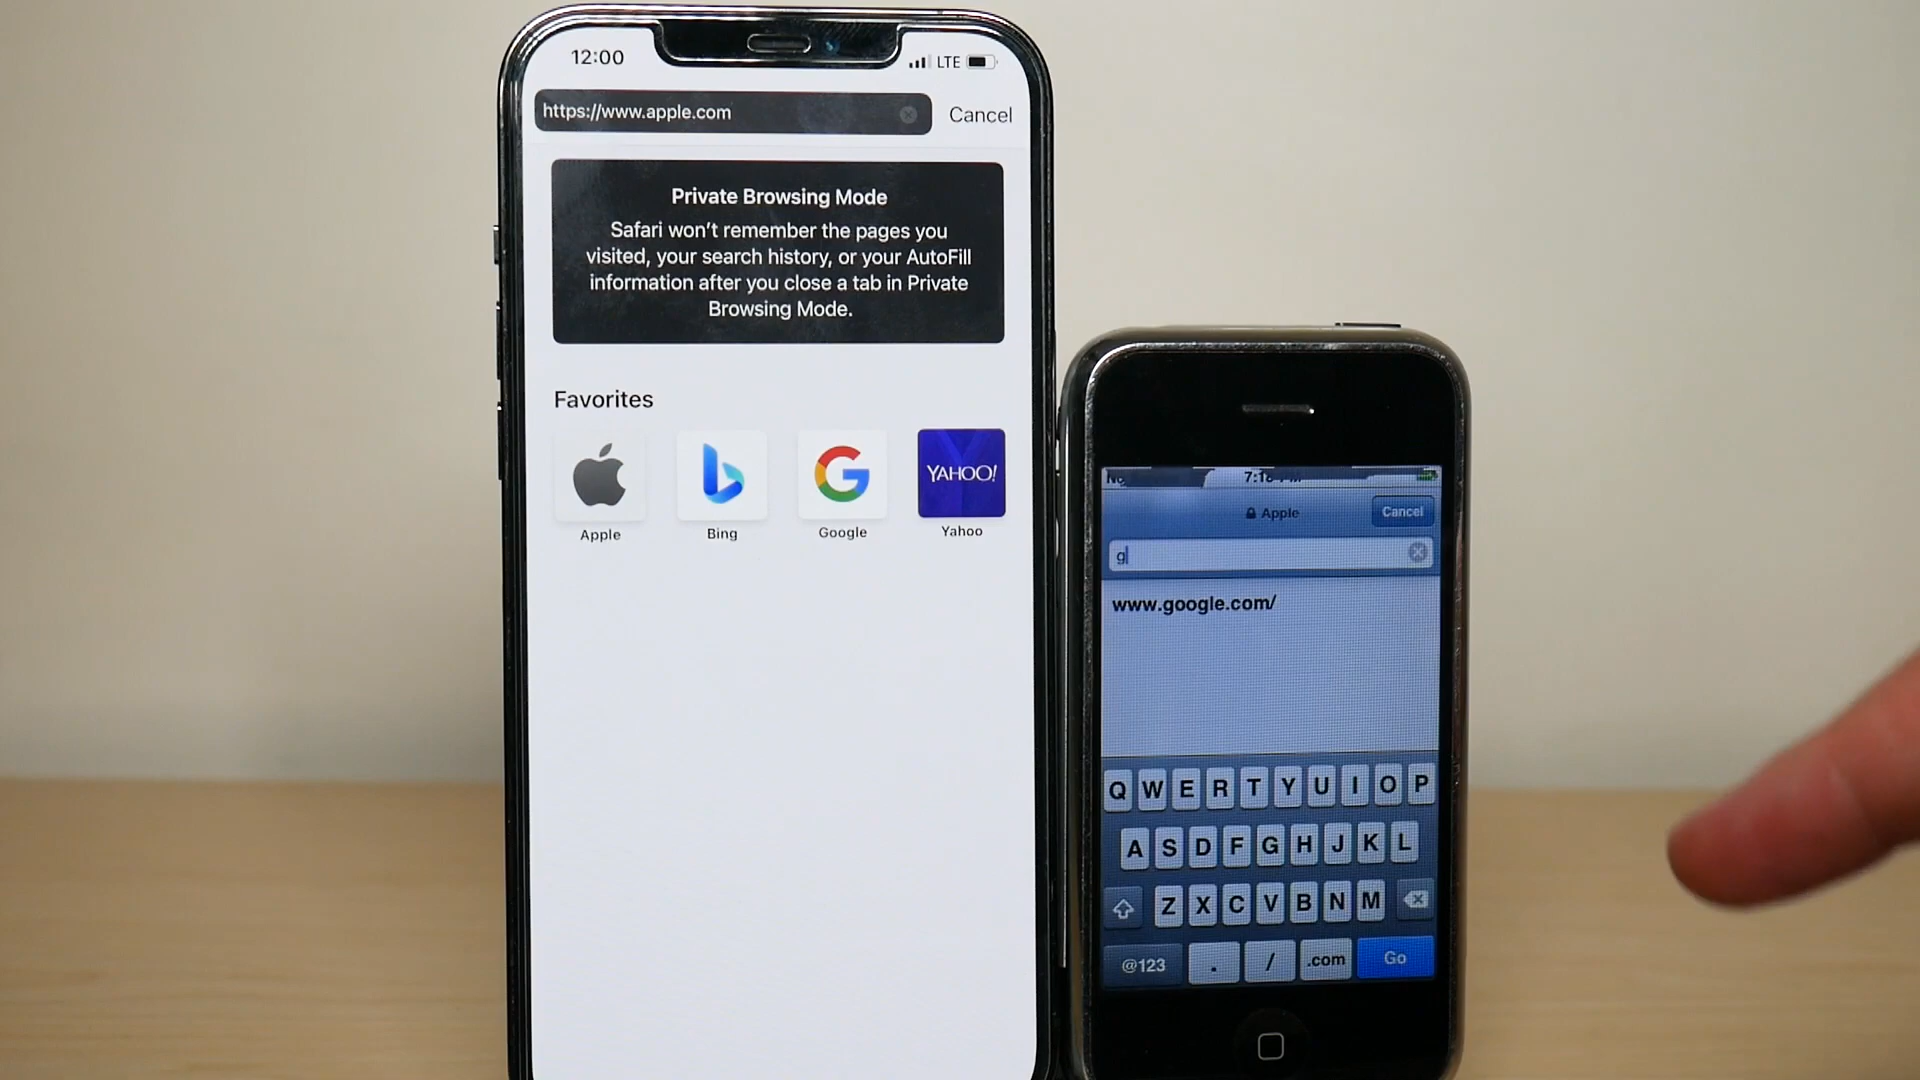 12:00
LTE
https://www.apple.com
Cancel
Private Browsing Mode
Safari won't remember the pages you
visited, your search history, or your AutoFill
information after you close a tab in Private
Browsing Mode.
Favorites
YAHOO!
Apple
Bing
Google
Yahoo
Apple
Cancel
g
www.google.com/
Q W E R T Y U I O P
A S D F G H J K L
Z X C V B N M
@123 . / .com Go